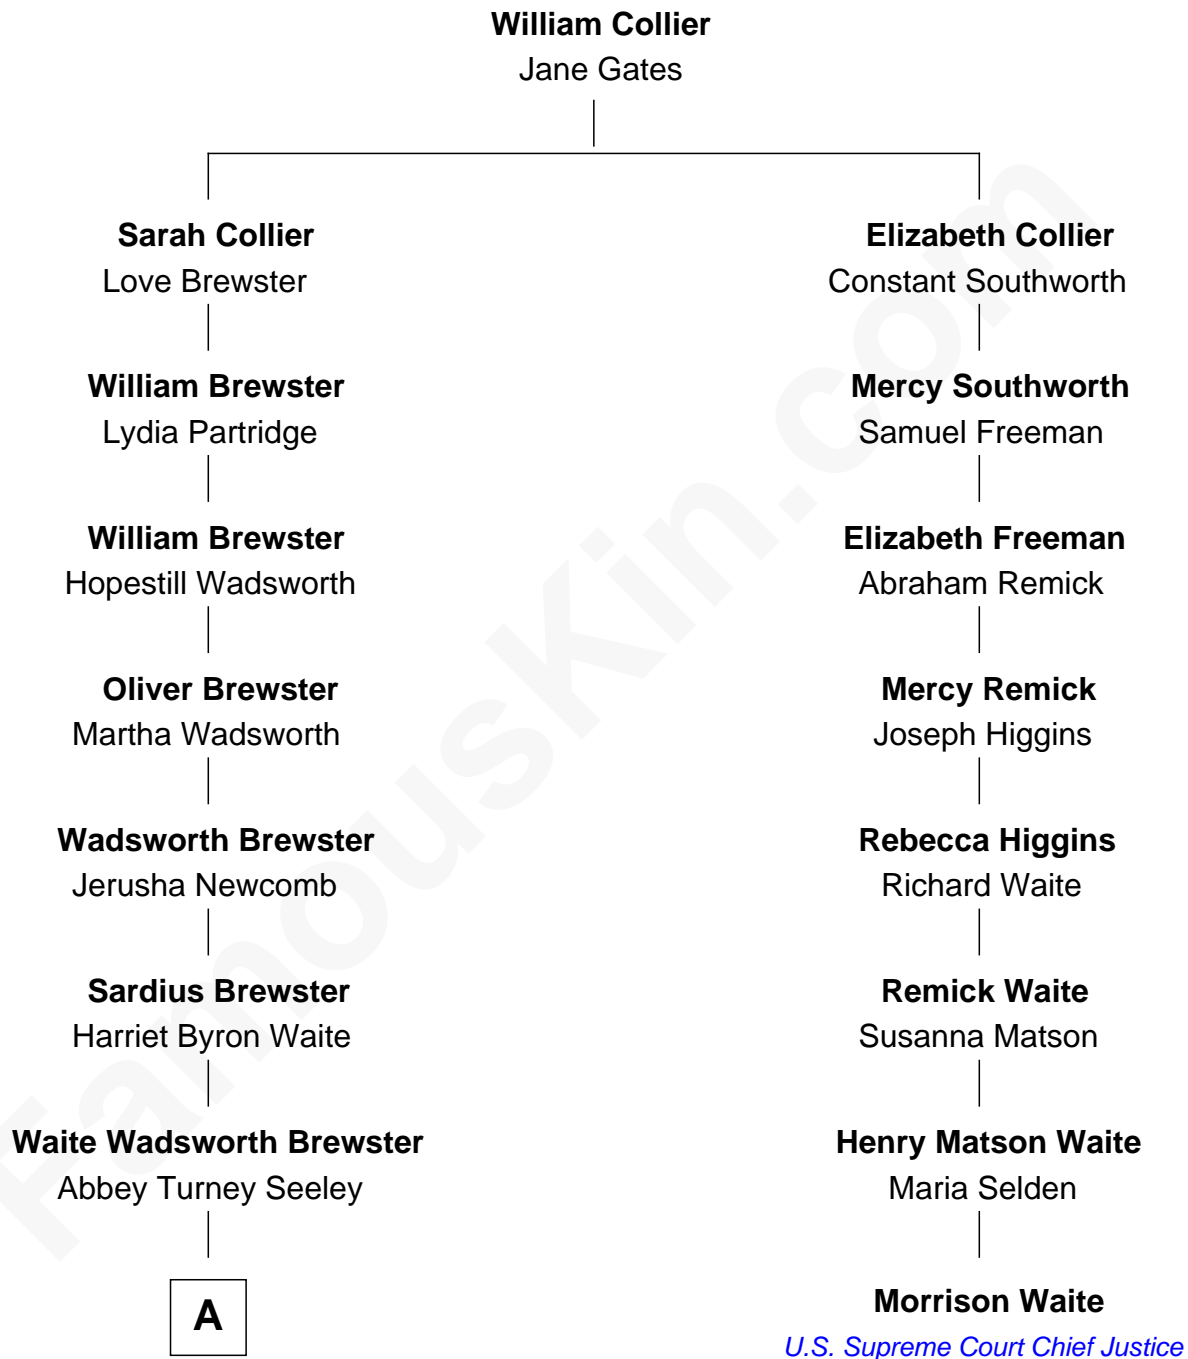 William Collier
Jane Gates
Sarah Collier
Love Brewster
Elizabeth Collier
Constant Southworth
William Brewster
Lydia Partridge
Mercy Southworth
Samuel Freeman
William Brewster
Hopestill Wadsworth
Elizabeth Freeman
Abraham Remick
Oliver Brewster
Martha Wadsworth
Mercy Remick
Joseph Higgins
Wadsworth Brewster
Jerusha Newcomb
Rebecca Higgins
Richard Waite
Sardius Brewster
Harriet Byron Waite
Remick Waite
Susanna Matson
Waite Wadsworth Brewster
Abbey Turney Seeley
Henry Matson Waite
Maria Selden
A
Morrison Waite
U.S. Supreme Court Chief Justice
FamousKin.com